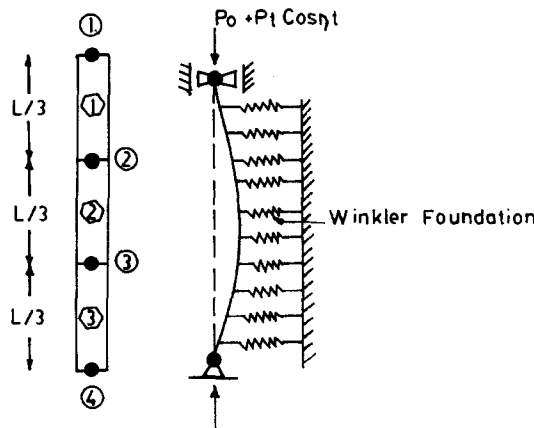 ①
Po + Pt Cosηt
L/3
①
②
L/3
②
Winkler Foundation
③
L/3
③
④